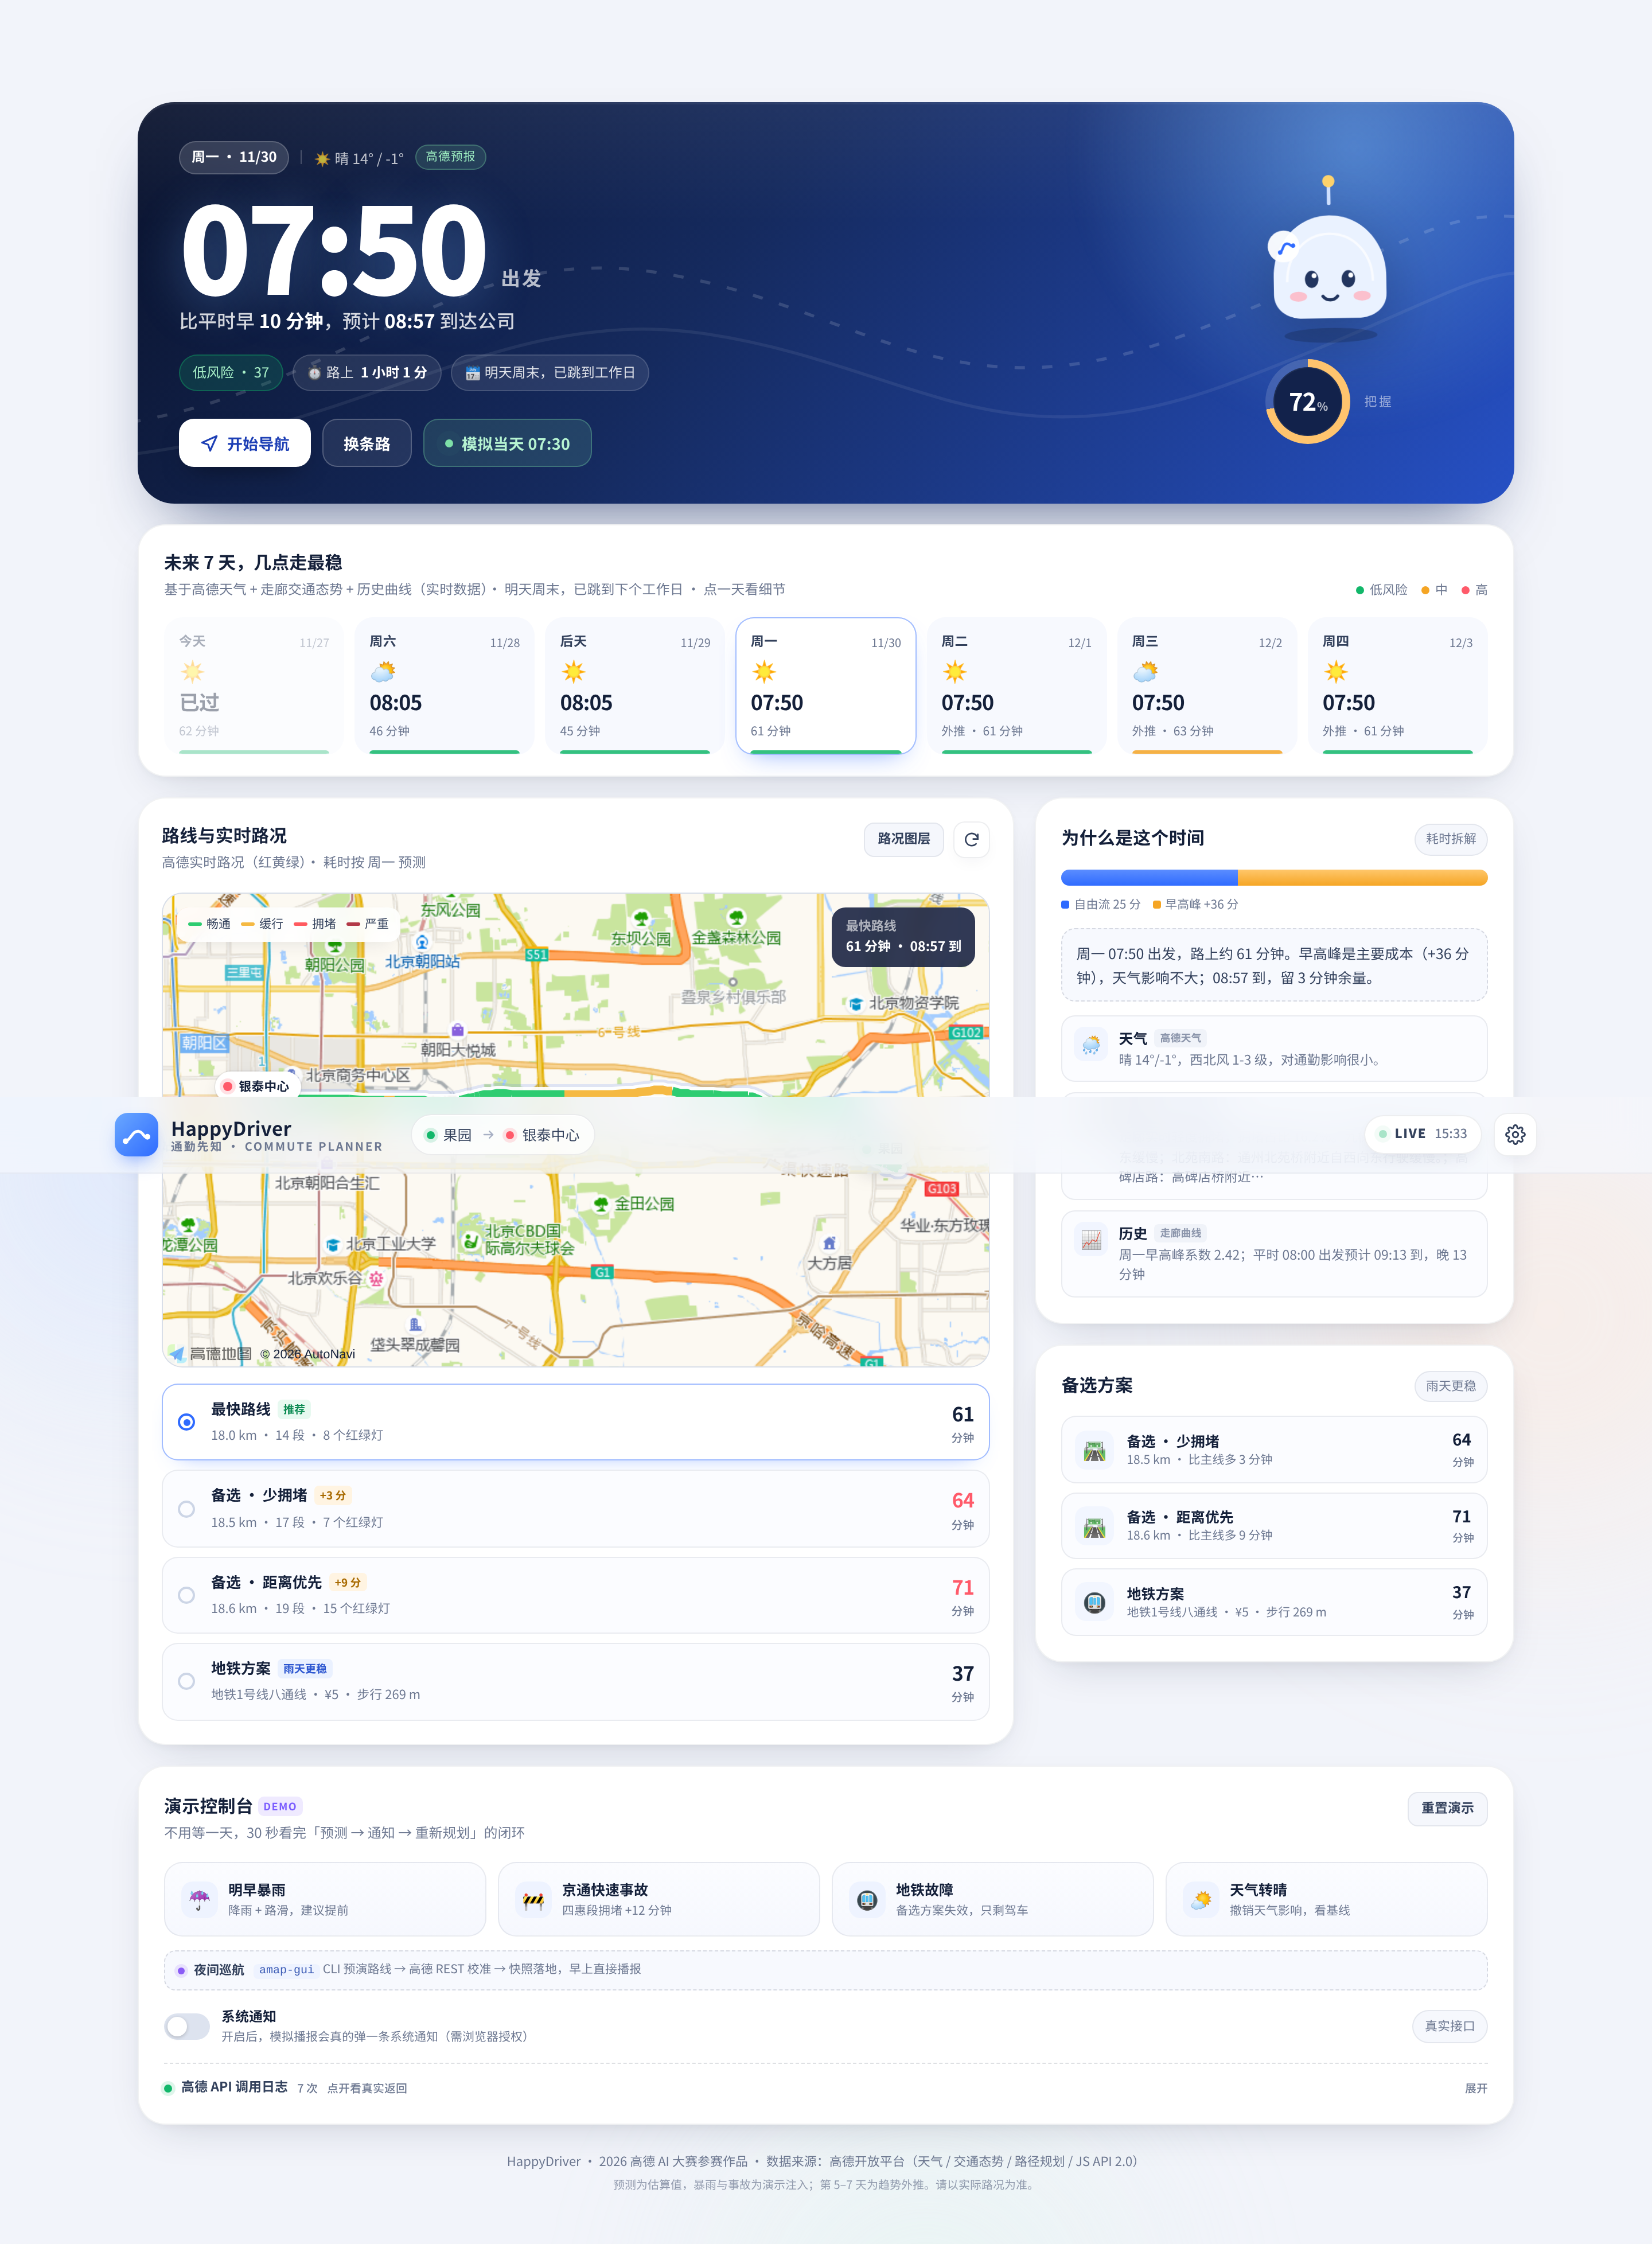 周一 · 11/30
晴 14° / -1°
高德预报
07:50 出发
比平时早 10 分钟，预计 08:57 到达公司
低风险 · 37
路上 1 小时 1 分
明天周末，已跳到工作日
开始导航
换条路
模拟当天 07:30
72%
把握
未来 7 天，几点走最稳
基于高德天气 + 走廊交通态势 + 历史曲线（实时数据）· 明天周末，已跳到下个工作日 · 点一天看细节
低风险 中 高
今天 11/27
已过
62 分钟
周六 11/28
08:05
46 分钟
后天 11/29
08:05
45 分钟
周一 11/30
07:50
61 分钟
周二 12/1
07:50
外推 · 61 分钟
周三 12/2
07:50
外推 · 63 分钟
周四 12/3
07:50
外推 · 61 分钟
路线与实时路况
高德实时路况（红黄绿）· 耗时按 周一 预测
路况图层
畅通 缓行 拥堵 严重
最快路线
61 分钟 · 08:57 到
东风公园
东坝公园
金盏森林公园
朝阳公园
北京朝阳站
S51
三里屯
北京物资学院
6号线
G102
朝阳区
朝阳大悦城
1
北京商务中心区
银泰中心
HappyDriver
通勤先知 · COMMUTE PLANNER
果园 → 银泰中心
LIVE 15:33
北京朝阳合生汇
G103
金田公园
华业·东方玫瑰
龙潭公园
北京工业大学
北京CBD国
际高尔夫球会
大方居
北京欢乐谷
G1
垡头翠成馨园
7号线
京哈高速
G1
高德地图 © 2026 AutoNavi
最快路线 推荐
18.0 km · 14 段 · 8 个红绿灯
61
分钟
备选 · 少拥堵 +3 分
18.5 km · 17 段 · 7 个红绿灯
64
分钟
备选 · 距离优先 +9 分
18.6 km · 19 段 · 15 个红绿灯
71
分钟
地铁方案 雨天更稳
地铁1号线八通线 · ¥5 · 步行 269 m
37
分钟
为什么是这个时间
耗时拆解
自由流 25 分 早高峰 +36 分
周一 07:50 出发，路上约 61 分钟。早高峰是主要成本（+36 分
钟），天气影响不大；08:57 到，留 3 分钟余量。
天气 高德天气
晴 14°/-1°，西北风 1-3 级，对通勤影响很小。
碑店路：高碑店桥附近…
历史 走廊曲线
周一早高峰系数 2.42；平时 08:00 出发预计 09:13 到，晚 13
分钟
备选方案
雨天更稳
备选 · 少拥堵
18.5 km · 比主线多 3 分钟
64
分钟
备选 · 距离优先
18.6 km · 比主线多 9 分钟
71
分钟
地铁方案
地铁1号线八通线 · ¥5 · 步行 269 m
37
分钟
演示控制台 DEMO
不用等一天，30 秒看完「预测 → 通知 → 重新规划」的闭环
重置演示
明早暴雨
降雨 + 路滑，建议提前
京通快速事故
四惠段拥堵 +12 分钟
地铁故障
备选方案失效，只剩驾车
天气转晴
撤销天气影响，看基线
夜间巡航 amap-gui CLI 预演路线 → 高德 REST 校准 → 快照落地，早上直接播报
系统通知
开启后，模拟播报会真的弹一条系统通知（需浏览器授权）
真实接口
高德 API 调用日志 7 次 点开看真实返回
展开
HappyDriver · 2026 高德 AI 大赛参赛作品 · 数据来源：高德开放平台（天气 / 交通态势 / 路径规划 / JS API 2.0）
预测为估算值，暴雨与事故为演示注入；第 5–7 天为趋势外推。请以实际路况为准。